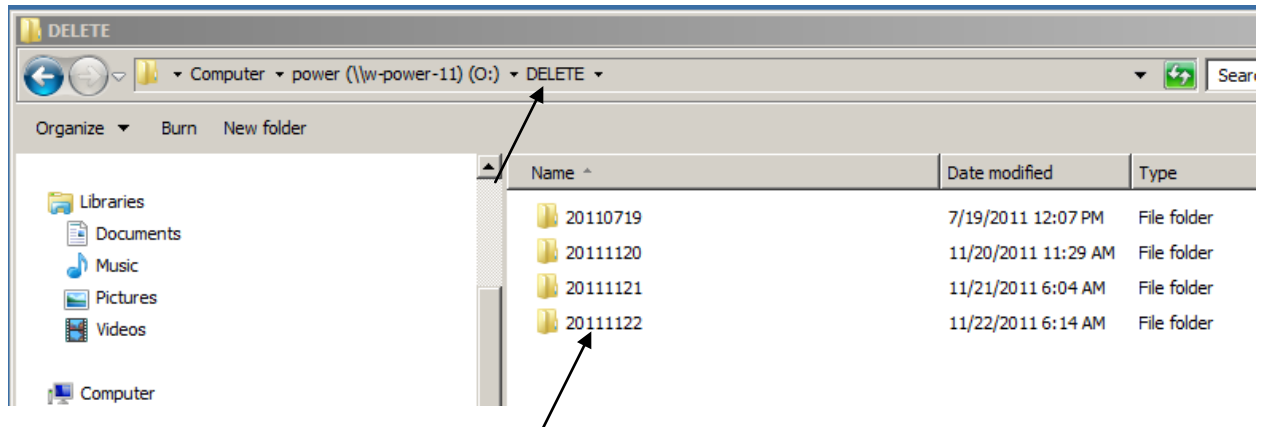 DELETE
Computer power (\\w-power-11) (O:) DELETE Sear
Organize Burn New folder
Name Date modified Type
Libraries
Documents
Music
Pictures
Videos
Computer
20110719 7/19/2011 12:07 PM File folder
20111120 11/20/2011 11:29 AM File folder
20111121 11/21/2011 6:04 AM File folder
20111122 11/22/2011 6:14 AM File folder